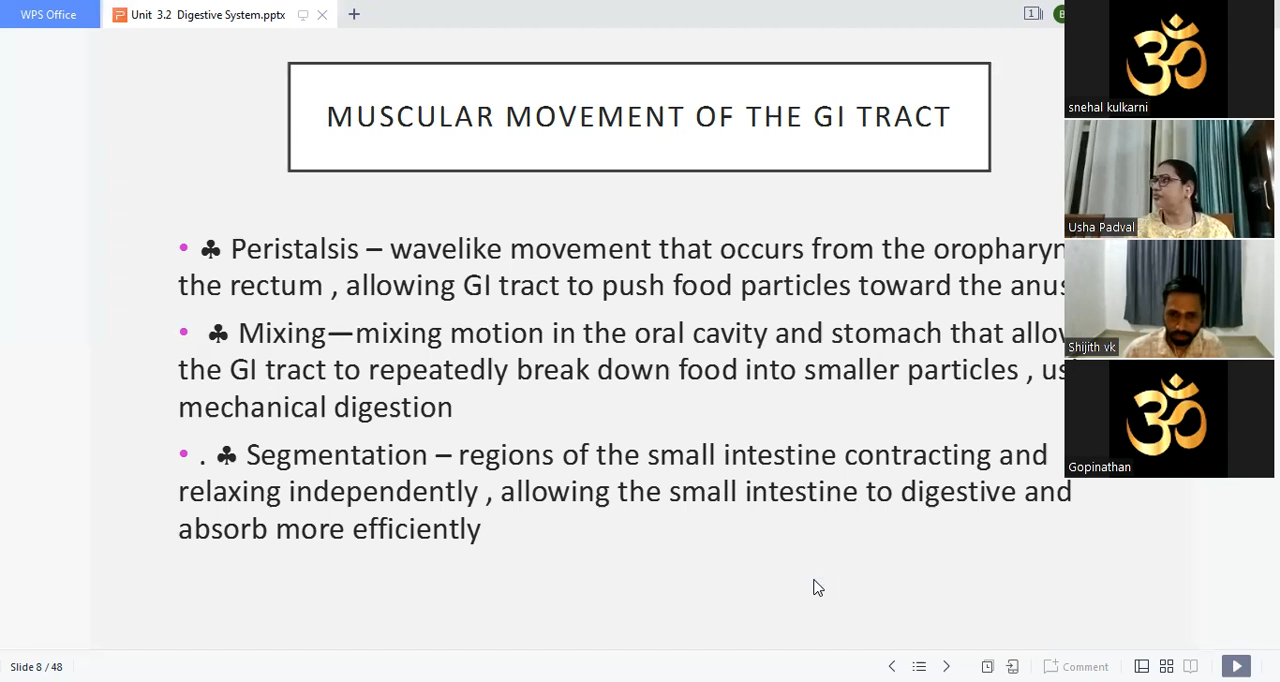 WPS Office
Unit 3.2 Digestive System.pptx
MUSCULAR MOVEMENT OF THE GI TRACT
• ♣ Peristalsis – wavelike movement that occurs from the
the rectum , allowing GI tract to push food particles toward the anus
• ♣ Mixing—mixing motion in the oral cavity and stomach that
the GI tract to repeatedly break down food into smaller particles ,
mechanical digestion
• . ♣ Segmentation – regions of the small intestine contracting and
relaxing independently , allowing the small intestine to digestive and
absorb more efficiently
snehal kulkarni
Usha Padval
Shijith vk
Gopinathan
ॐ
ॐ
1
Slide 8 / 48
Comment